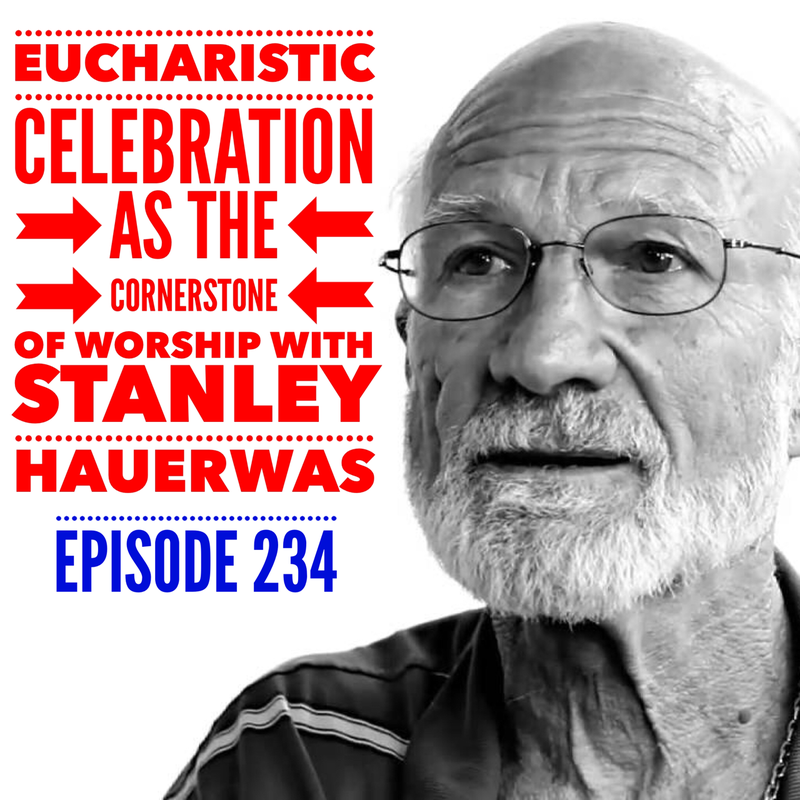 EUCHARISTIC
CELEBRATION
AS THE
CORNERSTONE
OF WORSHIP WITH
STANLEY
HAUERWAS
EPISODE 234